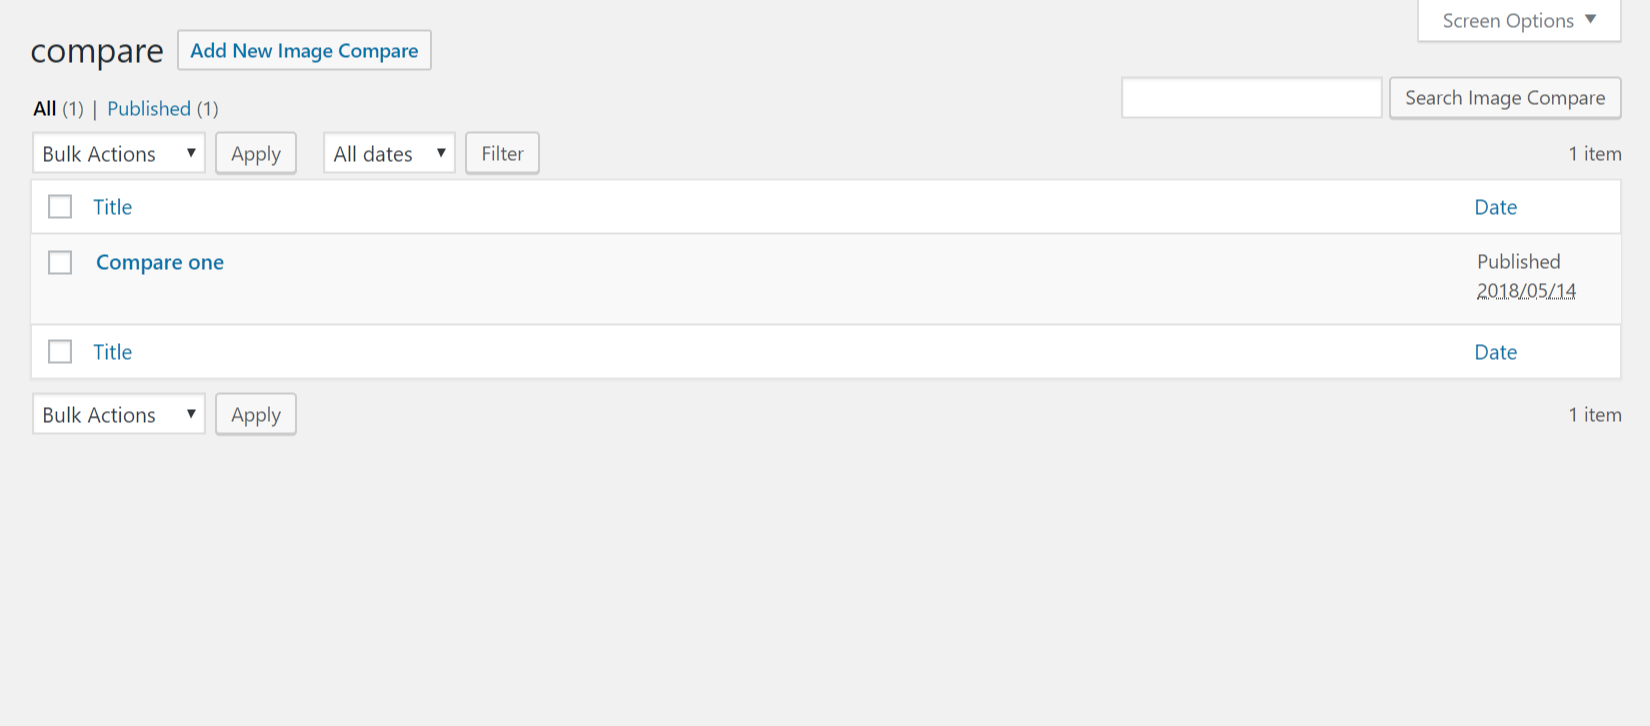 Screen Options
compare Add New Image Compare
All (1) | Published (1)
Search Image Compare
Bulk Actions Apply All dates Filter 1 item
Title Date
Compare one Published
2018/05/14
Title Date
Bulk Actions Apply 1 item